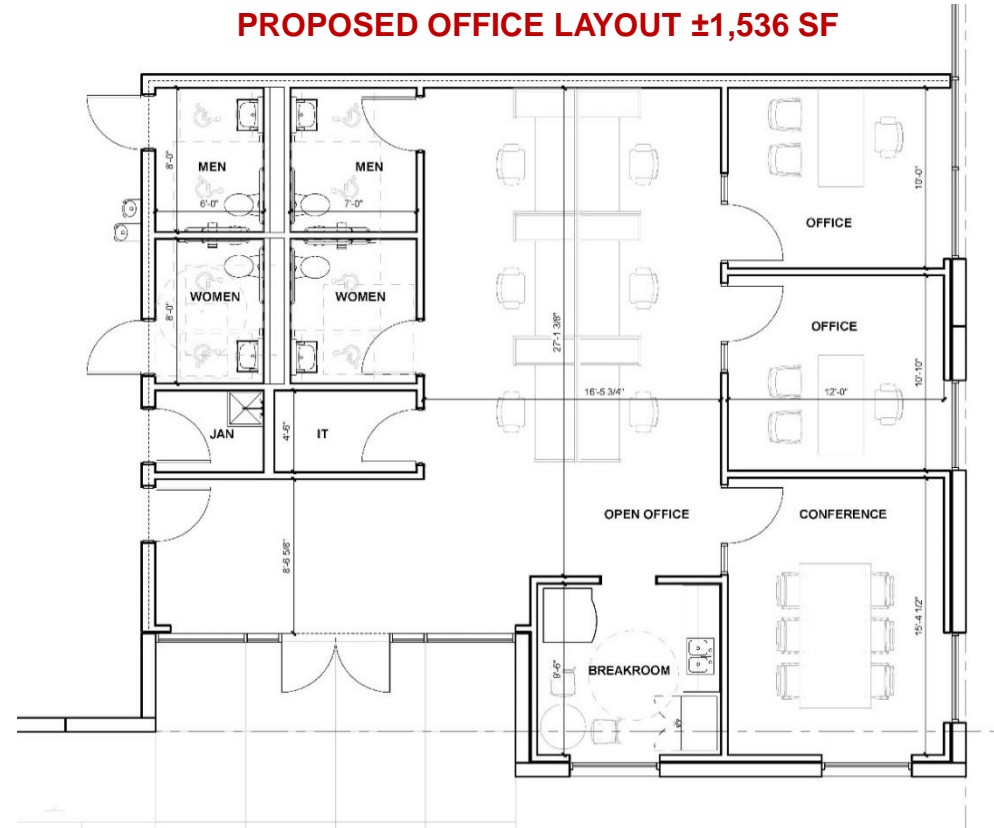 PROPOSED OFFICE LAYOUT ±1,536 SF
8'-0"
MEN
6'-0"
MEN
7'-0"
10'-0"
OFFICE
WOMEN
8'-0"
WOMEN
27'-1 3/8"
OFFICE
10'-10"
16'-5 3/4"
12'-0"
JAN
4'-6"
IT
OPEN OFFICE
CONFERENCE
8'-6 5/8"
15'-4 1/2"
9'-6"
BREAKROOM